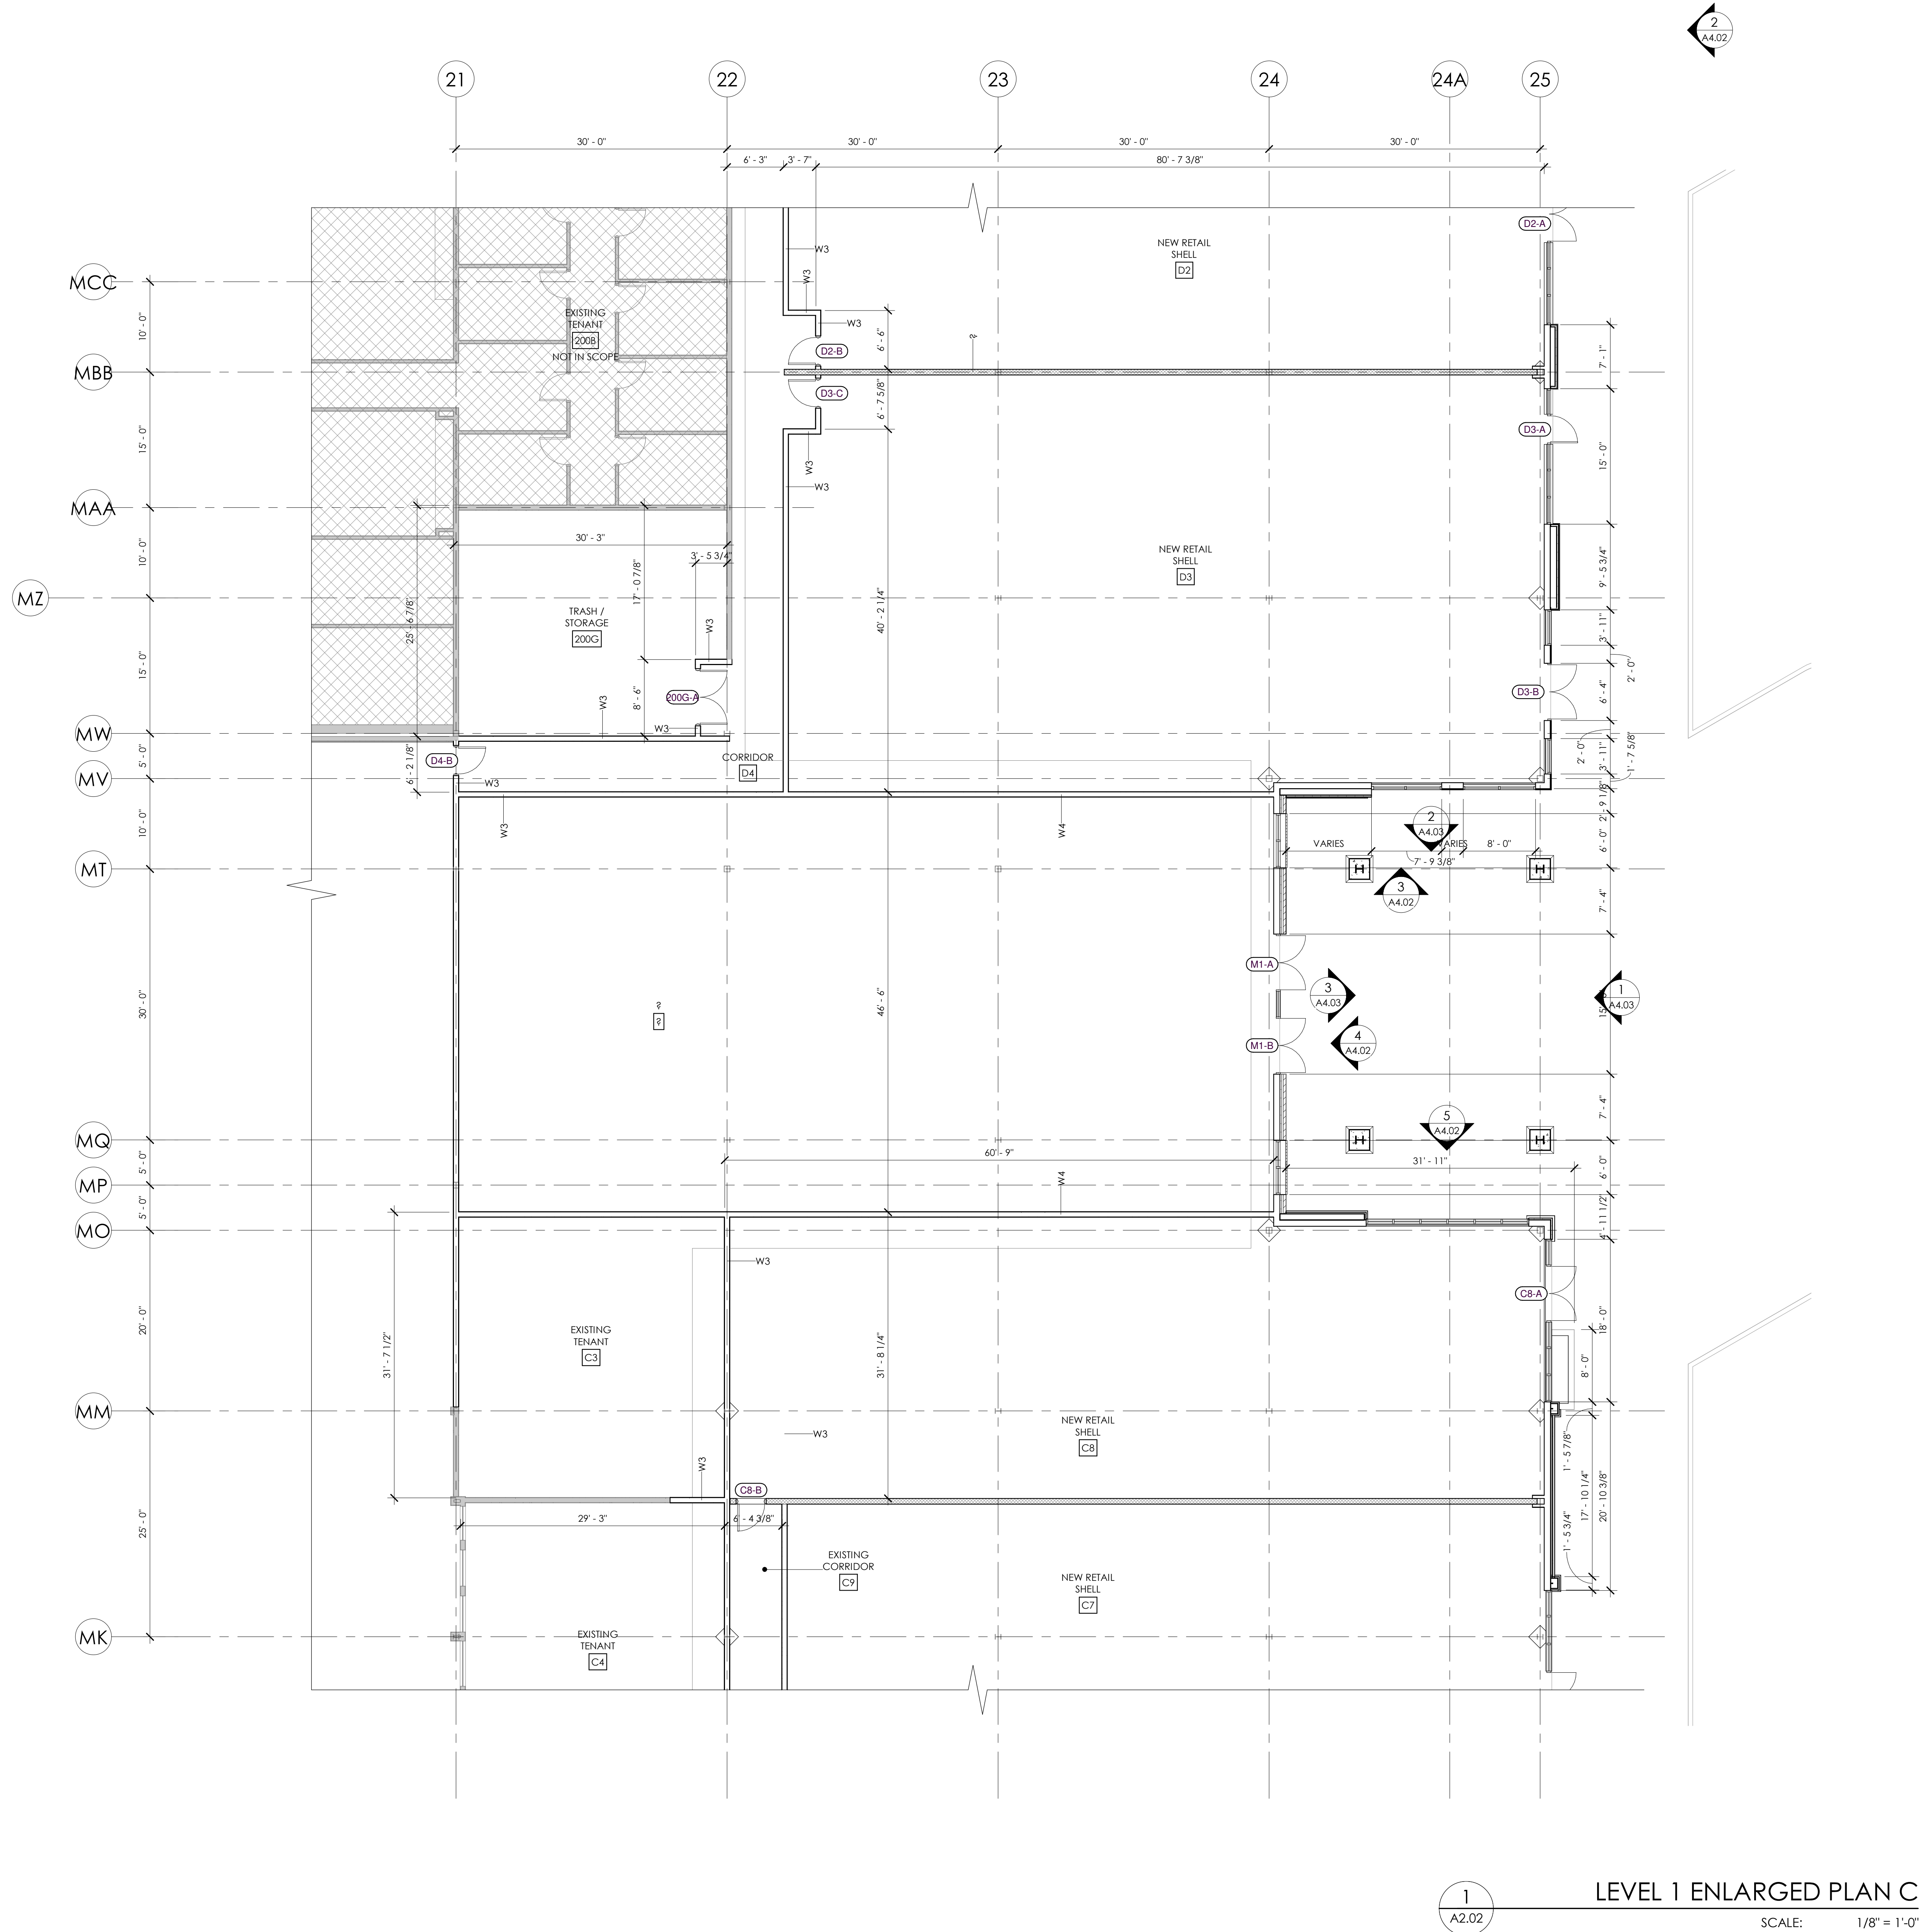 2
A4.02
21
22
23
24
24A
25
30' - 0"
30' - 0"
30' - 0"
30' - 0"
6' - 3"
3' - 7"
80' - 7 3/8"
D2-A
NEW RETAIL
SHELL
D2
W3
W3
W3
MCC
EXISTING
TENANT
200B
NOT IN SCOPE
10' - 0"
6' - 6"
D2-B
7' - 1"
MBB
D3-C
6' - 7 5/8"
D3-A
15' - 0"
15' - 0"
W3
W3
MAA
30' - 3"
3' - 5 3/4"
17' - 0 7/8"
10' - 0"
NEW RETAIL
SHELL
D3
9' - 5 3/4"
MZ
TRASH /
STORAGE
200G
25' - 6 7/8"
40' - 2 1/4"
W3
3' - 11"
2' - 0"
15' - 0"
200G-A
8' - 6"
W3
W3
D3-B
6' - 4"
MW
D4-B
6' - 2 1/8"
5' - 0"
CORRIDOR
D4
2' - 0"
3' - 11"
1' - 7 5/8"
MV
W3
W3
W4
10' - 0"
2' - 9 1/8"
2
A4.03
VARIES
VARIES
8' - 0"
7' - 9 3/8"
6' - 0"
MT
3
A4.02
7' - 4"
M1-A
3
A4.03
1
A4.03
30' - 0"
46' - 6"
?
?
M1-B
4
A4.02
7' - 4"
5
A4.02
MQ
60' - 9"
31' - 11"
5' - 0"
6' - 0"
MP
W4
5' - 0"
4' - 11 1/2"
MO
W3
C8-A
20' - 0"
31' - 7 1/2"
EXISTING
TENANT
C3
31' - 8 1/4"
18' - 0"
8' - 0"
MM
NEW RETAIL
SHELL
C8
W3
W3
1' - 5 7/8"
C8-B
17' - 10 1/4"
20' - 10 3/8"
25' - 0"
29' - 3"
6' - 4 3/8"
1' - 5 3/4"
EXISTING
CORRIDOR
C9
NEW RETAIL
SHELL
C7
MK
EXISTING
TENANT
C4
1
A2.02
LEVEL 1 ENLARGED PLAN C
SCALE: 1/8" = 1'-0"